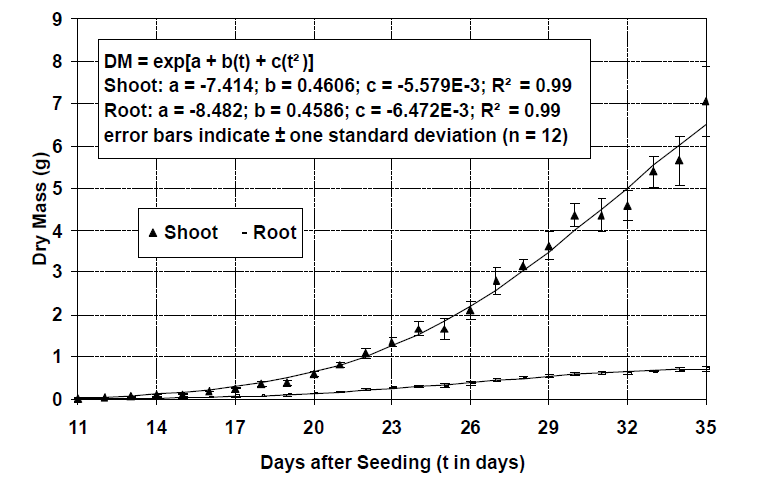 9
8
7
6
5
4
3
2
1
0
Dry Mass (g)
DM = exp[a + b(t) + c(t²)]
Shoot: a = -7.414; b = 0.4606; c = -5.579E-3; R² = 0.99
Root: a = -8.482; b = 0.4586; c = -6.472E-3; R² = 0.99
error bars indicate ± one standard deviation (n = 12)
Shoot - Root
11 14 17 20 23 26 29 32 35
Days after Seeding (t in days)